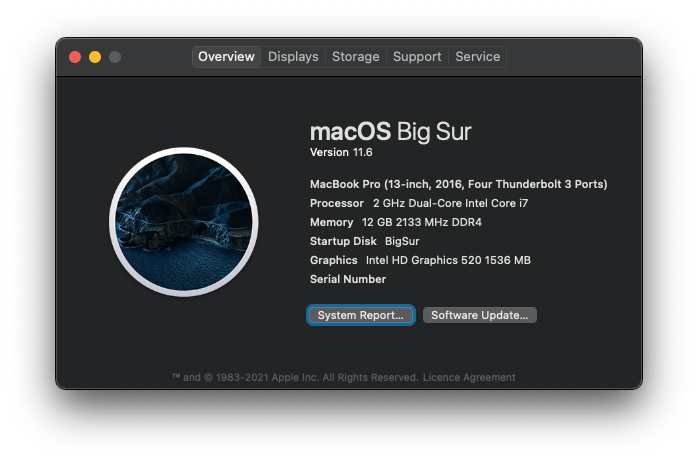 Overview Displays Storage Support Service
macOS Big Sur
Version 11.6
MacBook Pro (13-inch, 2016, Four Thunderbolt 3 Ports)
Processor 2 GHz Dual-Core Intel Core i7
Memory 12 GB 2133 MHz DDR4
Startup Disk BigSur
Graphics Intel HD Graphics 520 1536 MB
Serial Number
System Report... Software Update...
™ and © 1983-2021 Apple Inc. All Rights Reserved. Licence Agreement